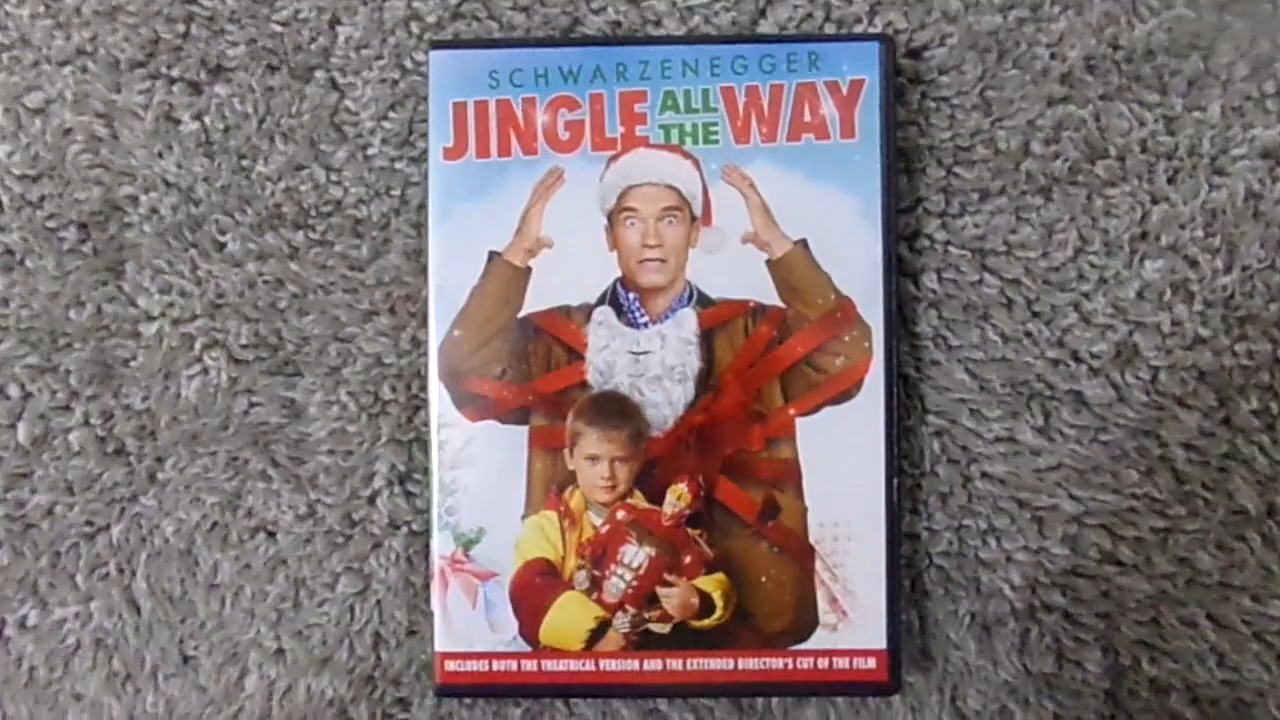 SCHWARZENEGGER
JINGLE ALL THE WAY
INCLUDES BOTH THE THEATRICAL VERSION AND THE EXTENDED DIRECTOR'S CUT OF THE FILM